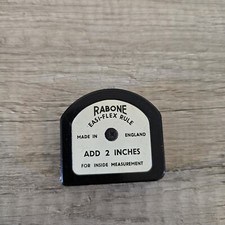 RABONE
EASI-FLEX RULE
MADE IN ENGLAND
ADD 2 INCHES
FOR INSIDE MEASUREMENT